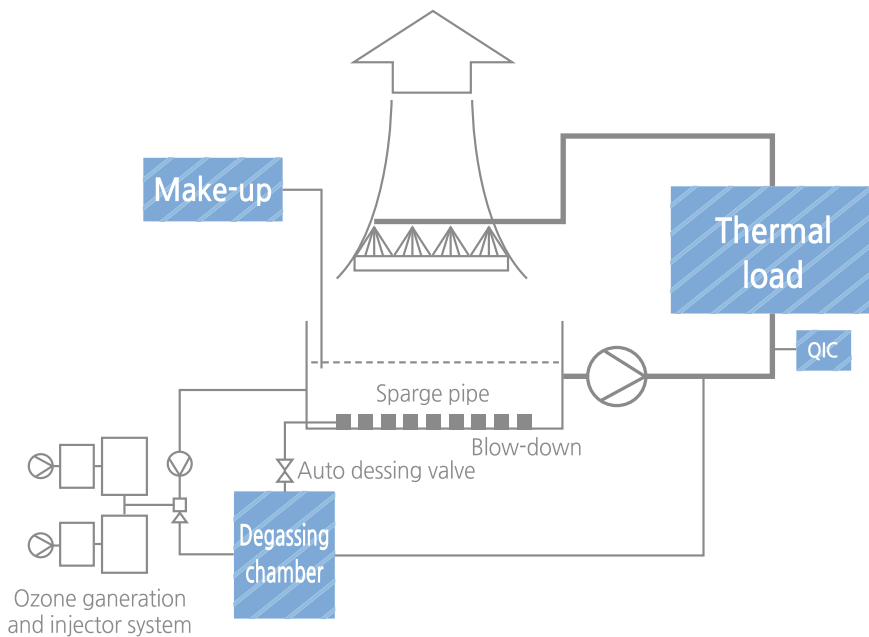 Make-up
Thermal
load
QIC
Sparge pipe
Blow-down
Auto dessing valve
Degassing
chamber
Ozone ganeration
and injector system